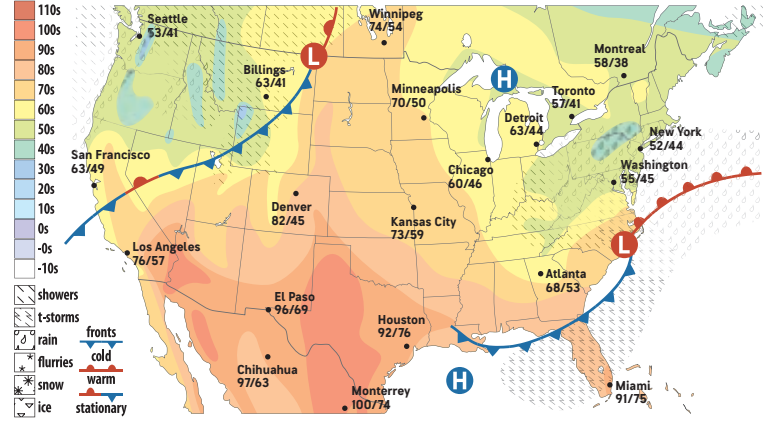 110s
100s
90s
80s
70s
60s
50s
40s
30s
20s
10s
0s
-0s
-10s
showers
t-storms
rain
flurries
snow
ice
fronts
cold
warm
stationary
Seattle
53/41
Billings
63/41
San Francisco
63/49
Los Angeles
76/57
Denver
82/45
El Paso
96/69
Chihuahua
97/63
Monterrey
100/74
Houston
92/76
Kansas City
73/59
Minneapolis
70/50
Winnipeg
74/54
Chicago
60/46
Detroit
63/44
Toronto
57/41
Montreal
58/38
New York
52/44
Washington
55/45
Atlanta
68/53
Miami
91/75
L
H
L
H